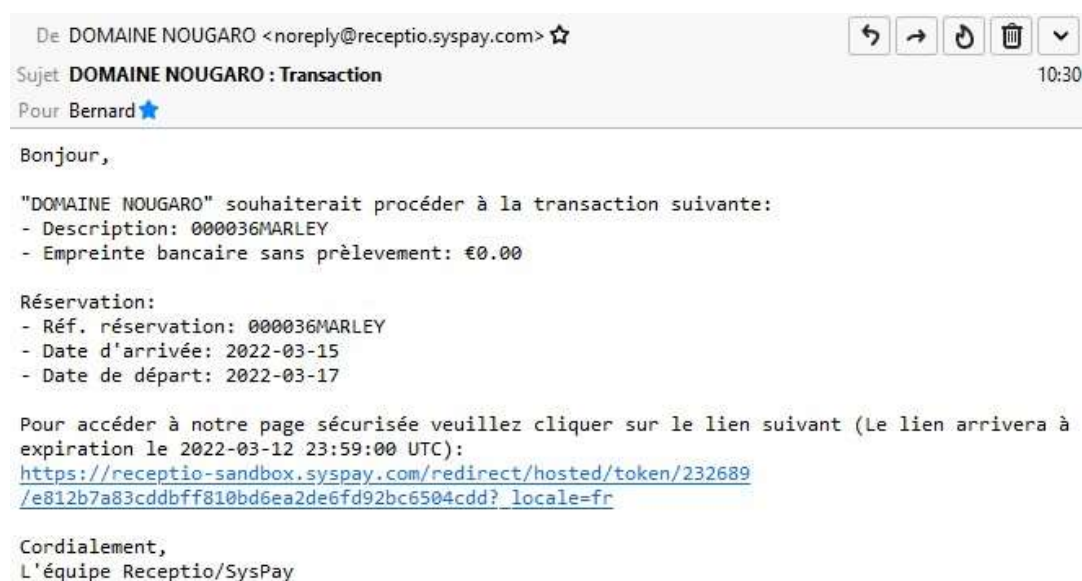 De DOMAINE NOUGARO <noreply@receptio.syspay.com>
Sujet DOMAINE NOUGARO : Transaction 10:30
Pour Bernard
Bonjour,
"DOMAINE NOUGARO" souhaiterait procéder à la transaction suivante:
- Description: 000036MARLEY
- Empreinte bancaire sans prèlevement: €0.00
Réservation:
- Réf. réservation: 000036MARLEY
- Date d'arrivée: 2022-03-15
- Date de départ: 2022-03-17
Pour accéder à notre page sécurisée veuillez cliquer sur le lien suivant (Le lien arrivera à
expiration le 2022-03-12 23:59:00 UTC):
https://receptio-sandbox.syspay.com/redirect/hosted/token/232689
/e812b7a83cddbff810bd6ea2de6fd92bc6504cdd?_locale=fr
Cordialement,
L'équipe Receptio/SysPay